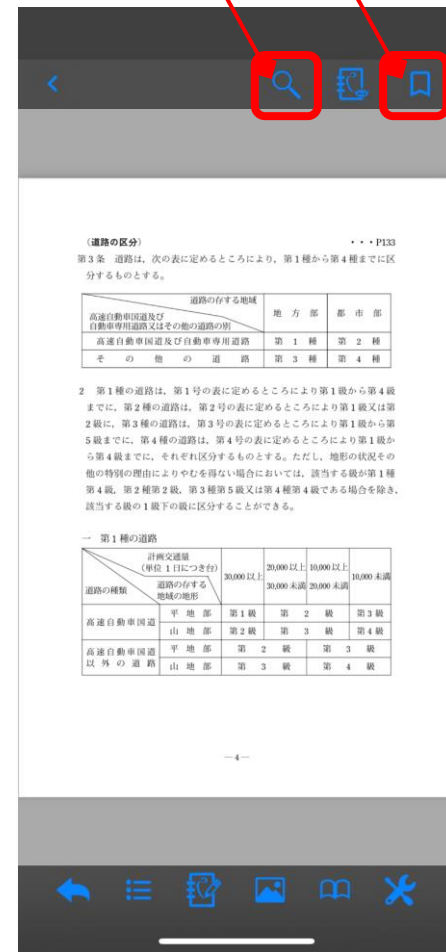 (道路の区分) ・・・P133
第3条 道路は，次の表に定めるところにより，第1種から第4種までに区
分するものとする。
道路の存する地域
高速自動車国道及び
自動車専用道路又はその他の道路の別
地方部 都市部
高速自動車国道及び自動車専用道路 第1種 第2種
その他の道路 第3種 第4種
2 第1種の道路は，第1号の表に定めるところにより第1級から第4級
までに，第2種の道路は，第2号の表に定めるところにより第1級又は第
2級に，第3種の道路は，第3号の表に定めるところにより第1級から第
5級までに，第4種の道路は，第4号の表に定めるところにより第1級か
ら第4級までに，それぞれ区分するものとする。ただし，地形の状況その
他の特別の理由によりやむを得ない場合においては，該当する級が第1種
第4級，第2種第2級，第3種第5級又は第4種第4級である場合を除き，
該当する級の1級下の級に区分することができる。
一 第1種の道路
計画交通量
(単位 1日につき台)
道路の存する
地域の地形
道路の種類
30,000以上 20,000以上 10,000以上 10,000未満
30,000未満 20,000未満
高速自動車国道 平地部 第1級 第2級 第3級
山地部 第2級 第3級 第4級
高速自動車国道
以外の道路
平地部 第2級 第3級
山地部 第3級 第4級
—4—